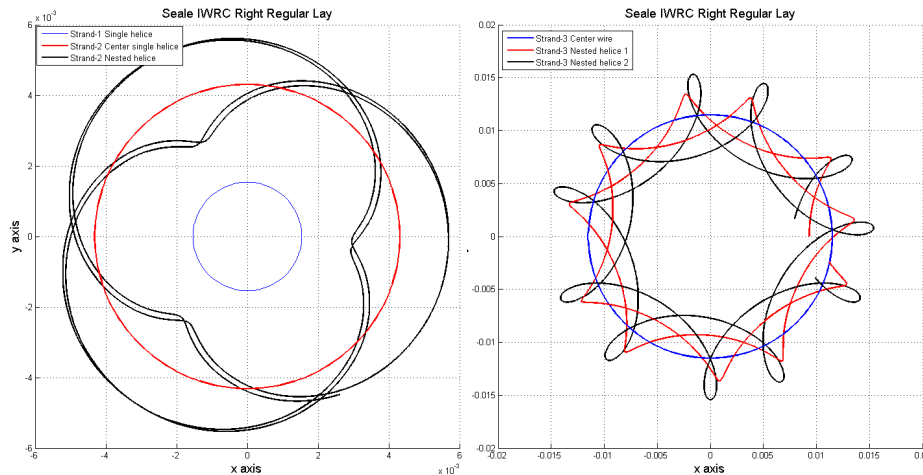 Seale IWRC Right Regular Lay
x 10⁻³
6
4
2
0
-2
-4
-6
-6
-4
-2
0
2
4
6
x 10⁻³
x axis
y axis
Strand-1 Single helice
Strand-2 Center single helice
Strand-2 Nested helice
Seale IWRC Right Regular Lay
0.02
0.015
0.01
0.005
0
-0.005
-0.01
-0.015
-0.02
-0.02
-0.015
-0.01
-0.005
0
0.005
0.01
0.015
0.02
x axis
Strand-3 Center wire
Strand-3 Nested helice 1
Strand-3 Nested helice 2